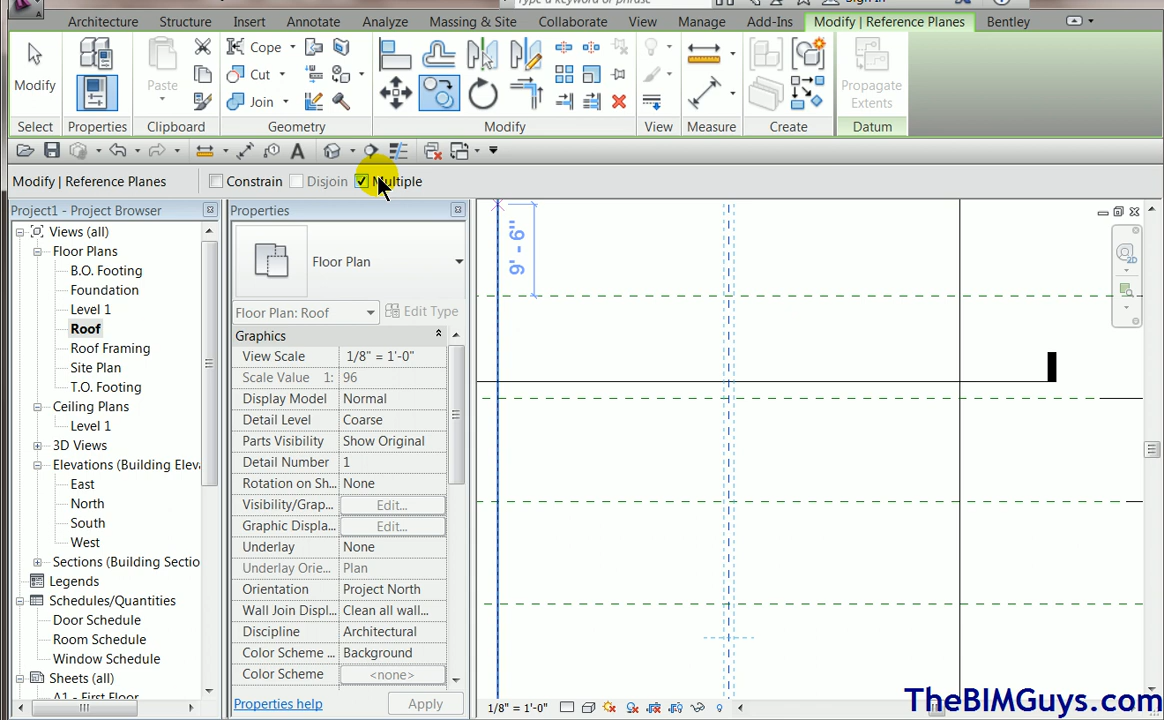 Architecture Structure Insert Annotate Analyze Massing & Site Collaborate View Manage Add-Ins Modify | Reference Planes Bentley
Modify Paste Cope Cut Join Propagate Extents
Select Properties Clipboard Geometry Modify View Measure Create Datum
Modify | Reference Planes Constrain Disjoin Multiple
Project1 - Project Browser
Views (all)
Floor Plans
B.O. Footing
Foundation
Level 1
Roof
Roof Framing
Site Plan
T.O. Footing
Ceiling Plans
Level 1
3D Views
Elevations (Building Eleva
East
North
South
West
Sections (Building Sectio
Legends
Schedules/Quantities
Door Schedule
Room Schedule
Window Schedule
Sheets (all)
A1 - First Floor
Properties
Floor Plan
Floor Plan: Roof Edit Type
Graphics
View Scale 1/8" = 1'-0"
Scale Value 1: 96
Display Model Normal
Detail Level Coarse
Parts Visibility Show Original
Detail Number 1
Rotation on Sh... None
Visibility/Grap... Edit...
Graphic Displa... Edit...
Underlay None
Underlay Orie... Plan
Orientation Project North
Wall Join Displ... Clean all wall...
Discipline Architectural
Color Scheme ... Background
Color Scheme <none>
Properties help Apply
9' - 6"
2D
1/8" = 1'-0"
TheBIMGuys.com